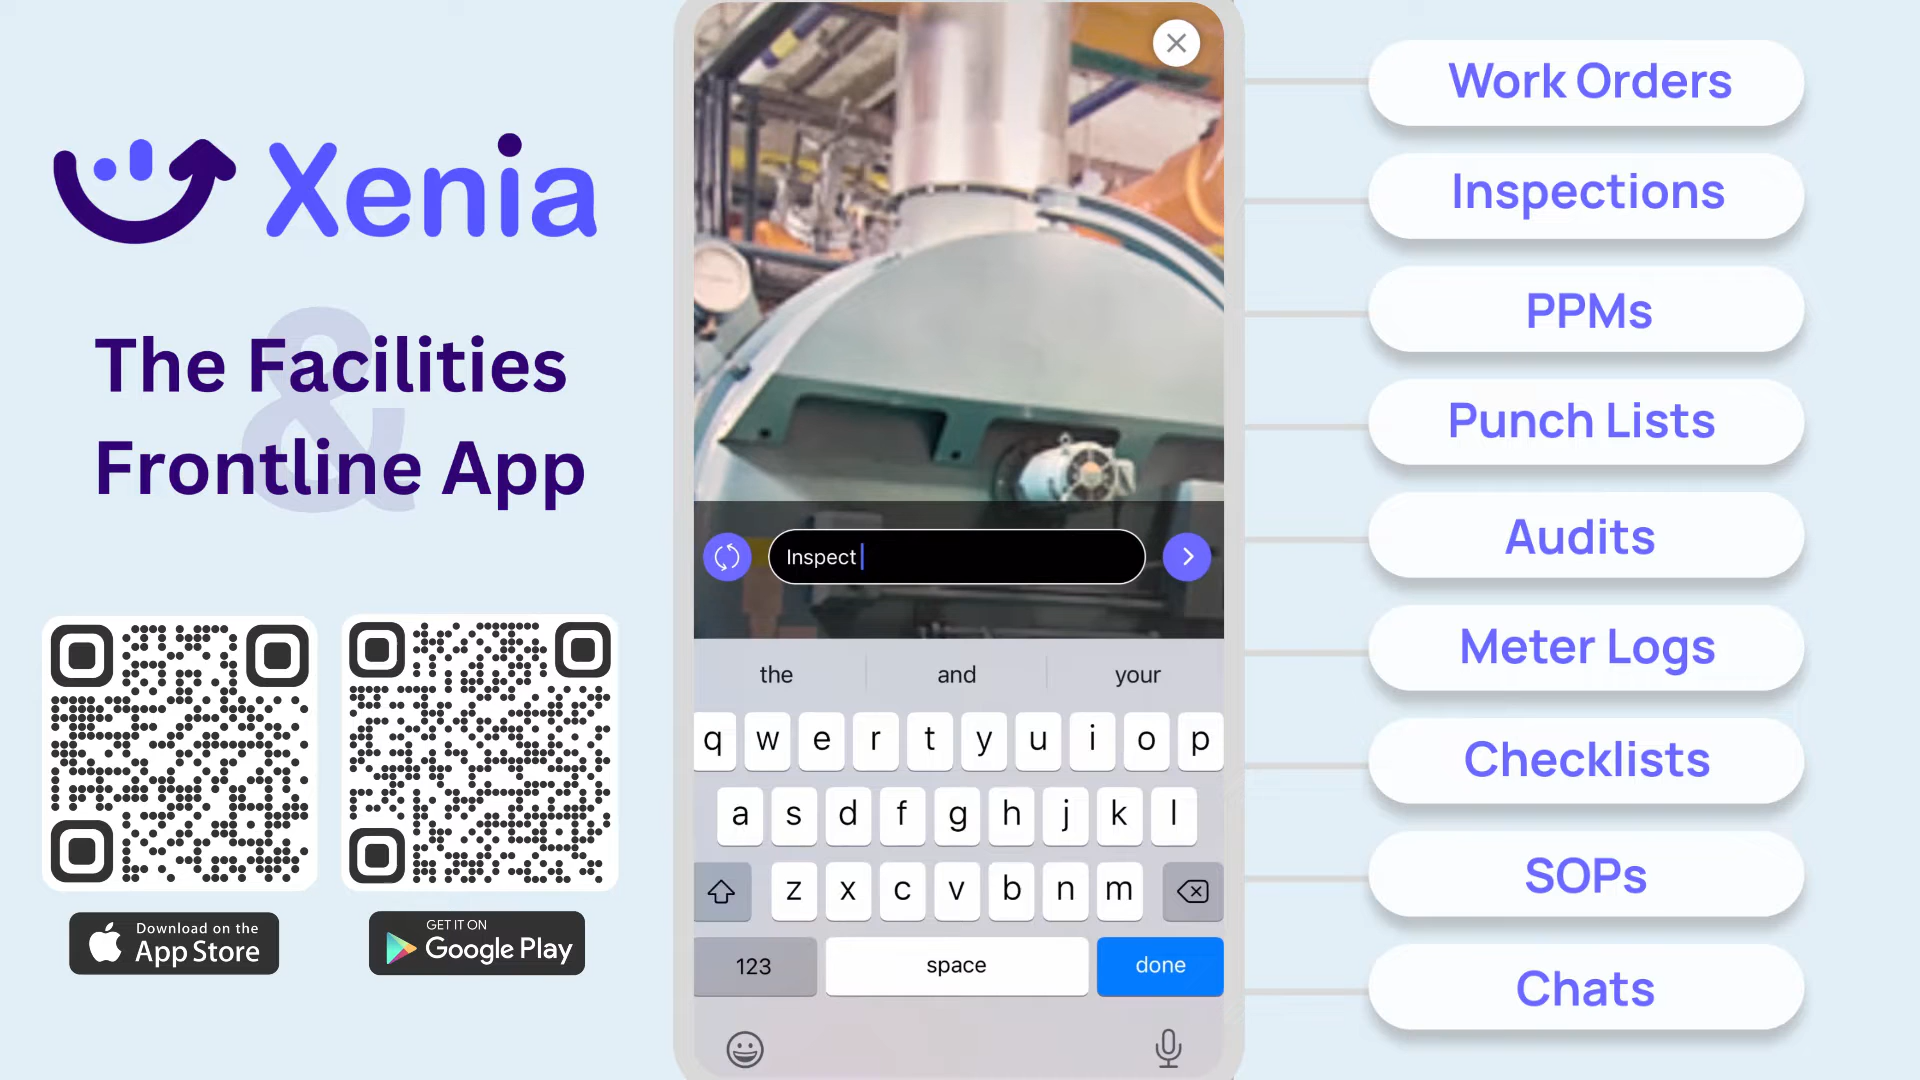 Xenia
&
The Facilities
Frontline App
Download on the
App Store
GET IT ON
Google Play
Inspect
the and your
q w e r t y u i o p
a s d f g h j k l
z x c v b n m
123 space done
Work Orders
Inspections
PPMs
Punch Lists
Audits
Meter Logs
Checklists
SOPs
Chats